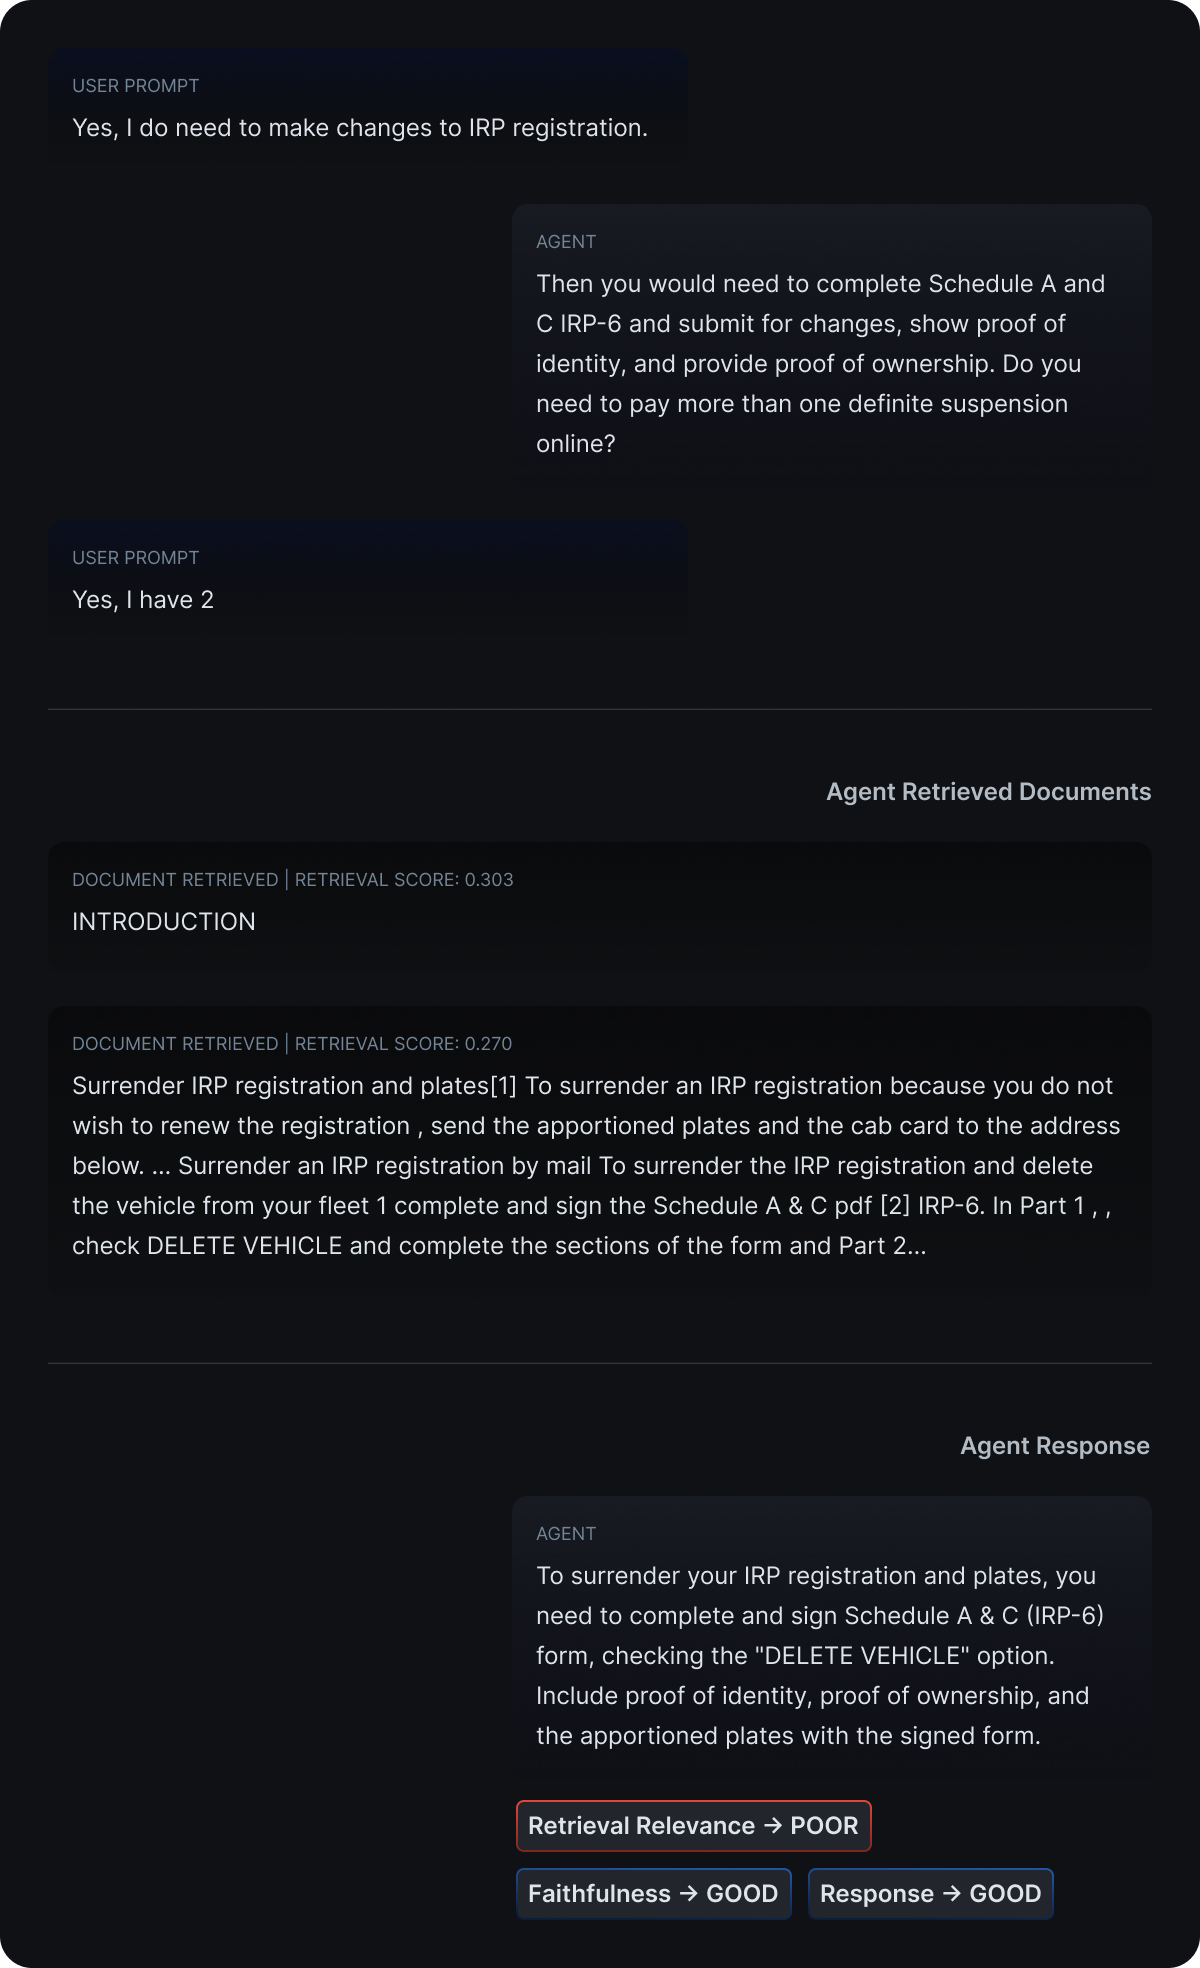 USER PROMPT
Yes, I do need to make changes to IRP registration.
AGENT
Then you would need to complete Schedule A and
C IRP-6 and submit for changes, show proof of
identity, and provide proof of ownership. Do you
need to pay more than one definite suspension
online?
USER PROMPT
Yes, I have 2
Agent Retrieved Documents
DOCUMENT RETRIEVED | RETRIEVAL SCORE: 0.303
INTRODUCTION
DOCUMENT RETRIEVED | RETRIEVAL SCORE: 0.270
Surrender IRP registration and plates[1] To surrender an IRP registration because you do not
wish to renew the registration , send the apportioned plates and the cab card to the address
below. ... Surrender an IRP registration by mail To surrender the IRP registration and delete
the vehicle from your fleet 1 complete and sign the Schedule A & C pdf [2] IRP-6. In Part 1 , ,
check DELETE VEHICLE and complete the sections of the form and Part 2...
Agent Response
AGENT
To surrender your IRP registration and plates, you
need to complete and sign Schedule A & C (IRP-6)
form, checking the "DELETE VEHICLE" option.
Include proof of identity, proof of ownership, and
the apportioned plates with the signed form.
Retrieval Relevance → POOR
Faithfulness → GOOD Response → GOOD